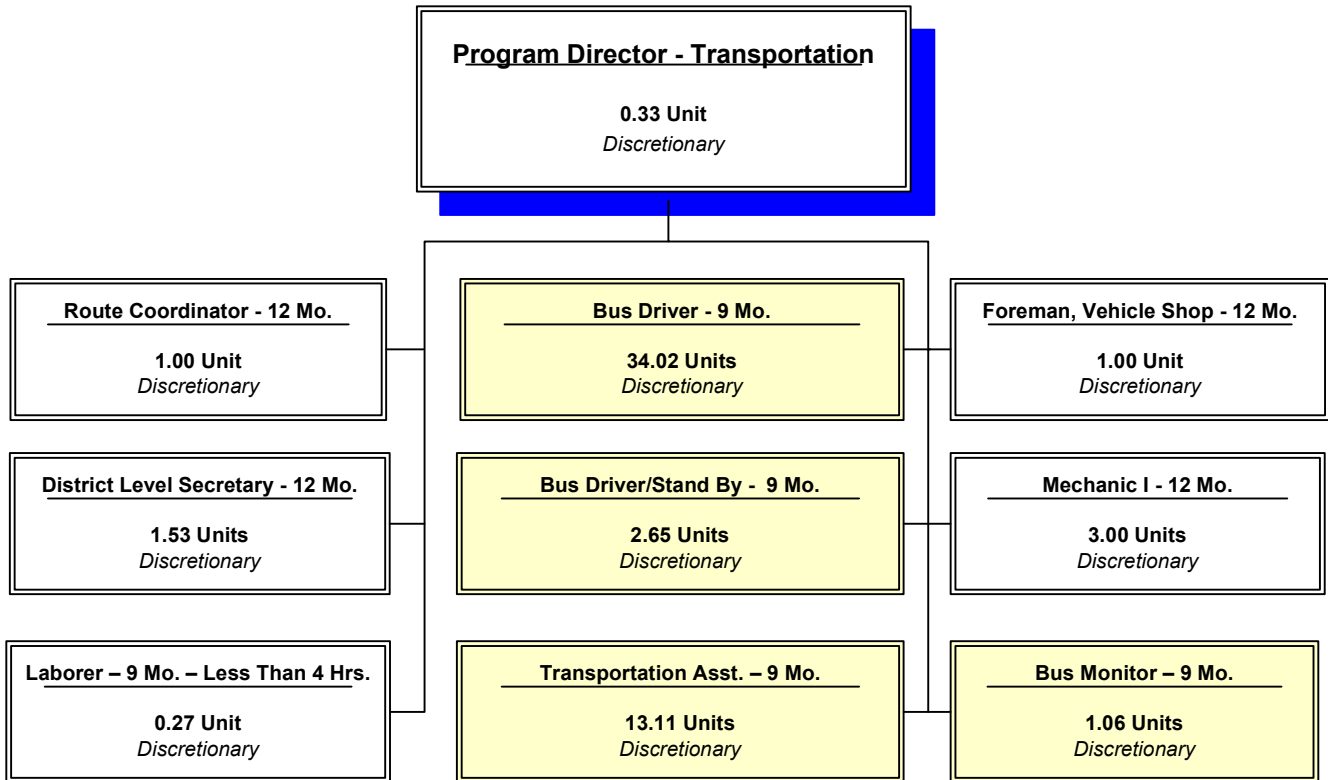 Program Director - Transportation
0.33 Unit
Discretionary
Route Coordinator - 12 Mo.
1.00 Unit
Discretionary
Bus Driver - 9 Mo.
34.02 Units
Discretionary
Foreman, Vehicle Shop - 12 Mo.
1.00 Unit
Discretionary
District Level Secretary - 12 Mo.
1.53 Units
Discretionary
Bus Driver/Stand By - 9 Mo.
2.65 Units
Discretionary
Mechanic I - 12 Mo.
3.00 Units
Discretionary
Laborer – 9 Mo. – Less Than 4 Hrs.
0.27 Unit
Discretionary
Transportation Asst. – 9 Mo.
13.11 Units
Discretionary
Bus Monitor – 9 Mo.
1.06 Units
Discretionary